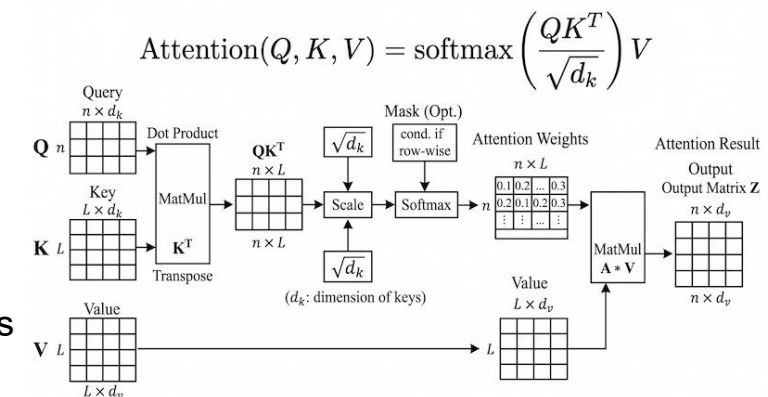 Attention(Q, K, V) = softmax(QK^T / √d_k) V
Query
n × d_k
Q n
Dot Product
MatMul
K^T
Transpose
Key
L × d_k
K L
QK^T
n × L
n × L
√d_k
Scale
√d_k
(d_k: dimension of keys)
Mask (Opt.)
cond. if
row-wise
Softmax
Attention Weights
n × L
n
0.1 0.2 ... 0.3
0.2 0.1 0.2 0.3
⋮ ⋮ ... ⋮
MatMul
A * V
Attention Result
Output
Output Matrix Z
n × d_v
n × d_v
s
Value
V L
L × d_v
Value
L × d_v
L